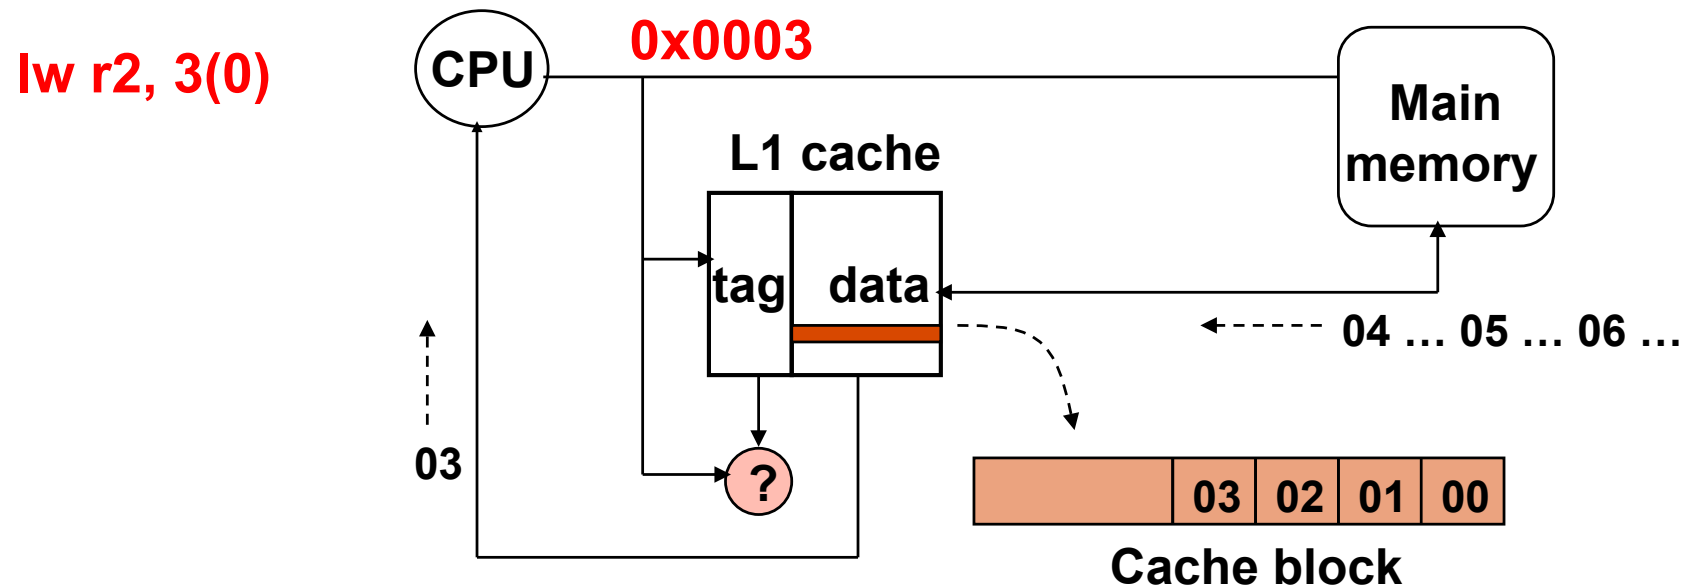 0x0003
lw r2, 3(0)
CPU
Main
memory
L1 cache
tag
data
04 … 05 … 06 …
03
?
03 02 01 00
Cache block